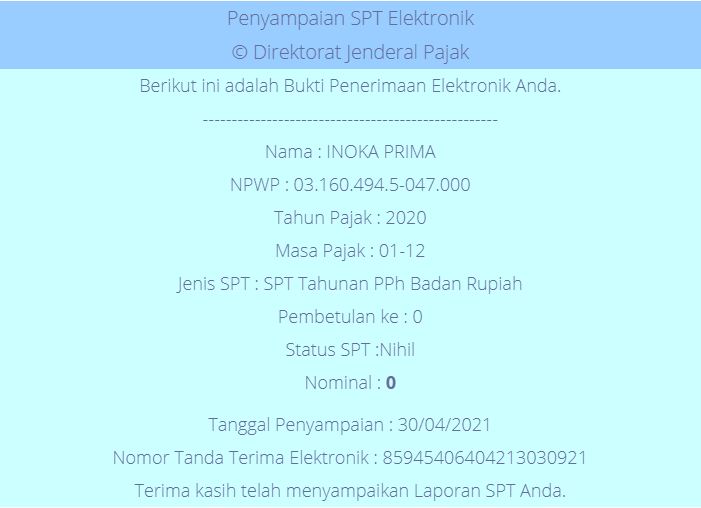 Penyampaian SPT Elektronik
© Direktorat Jenderal Pajak
Berikut ini adalah Bukti Penerimaan Elektronik Anda.
---------------------------------------------------
Nama : INOKA PRIMA
NPWP : 03.160.494.5-047.000
Tahun Pajak : 2020
Masa Pajak : 01-12
Jenis SPT : SPT Tahunan PPh Badan Rupiah
Pembetulan ke : 0
Status SPT :Nihil
Nominal : 0
Tanggal Penyampaian : 30/04/2021
Nomor Tanda Terima Elektronik : 85945406404213030921
Terima kasih telah menyampaikan Laporan SPT Anda.